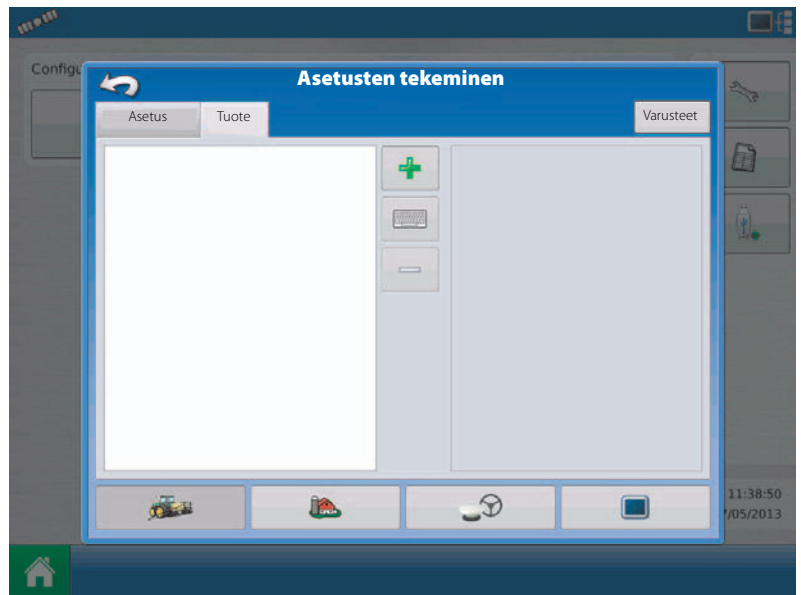 Configu
Asetusten tekeminen
Asetus
Tuote
Varusteet
11:38:50
/05/2013